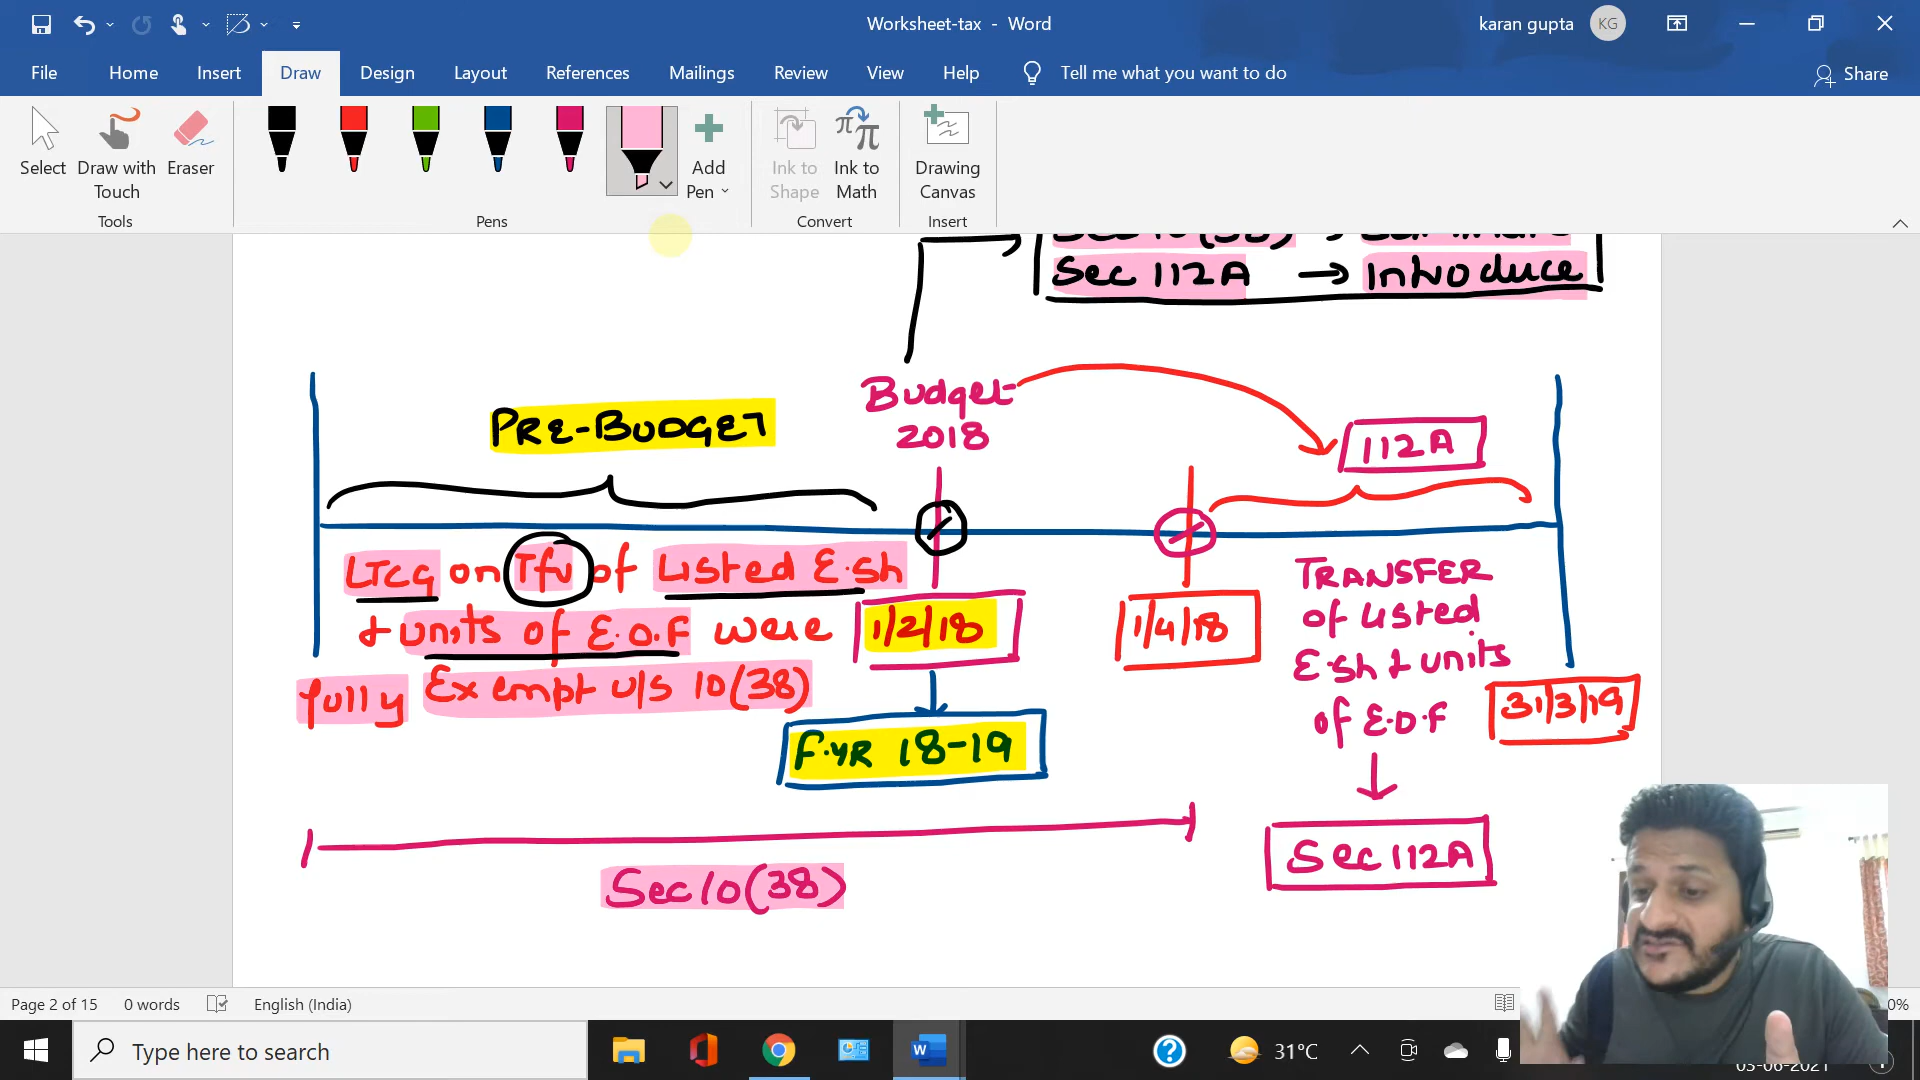 Worksheet-tax - Word
karan gupta
KG
File
Home
Insert
Draw
Design
Layout
References
Mailings
Review
View
Help
Tell me what you want to do
Share
Select
Draw with Touch
Eraser
Add Pen
Ink to Shape
Ink to Math
Drawing Canvas
Tools
Pens
Convert
Insert
Sec 112A → Introduce
Budget
2018
PRE-BUDGET
112A
LTCG on Tfr of Listed E.sh
+ units of E.O.F were
fully Exempt u/s 10(38)
1/2/18
F.YR 18-19
1/4/18
TRANSFER
of Listed
E.sh + units
of E.O.F
31/3/19
Sec 112A
Sec 10(38)
Page 2 of 15
0 words
English (India)
0%
Type here to search
31°C
03-06-2021